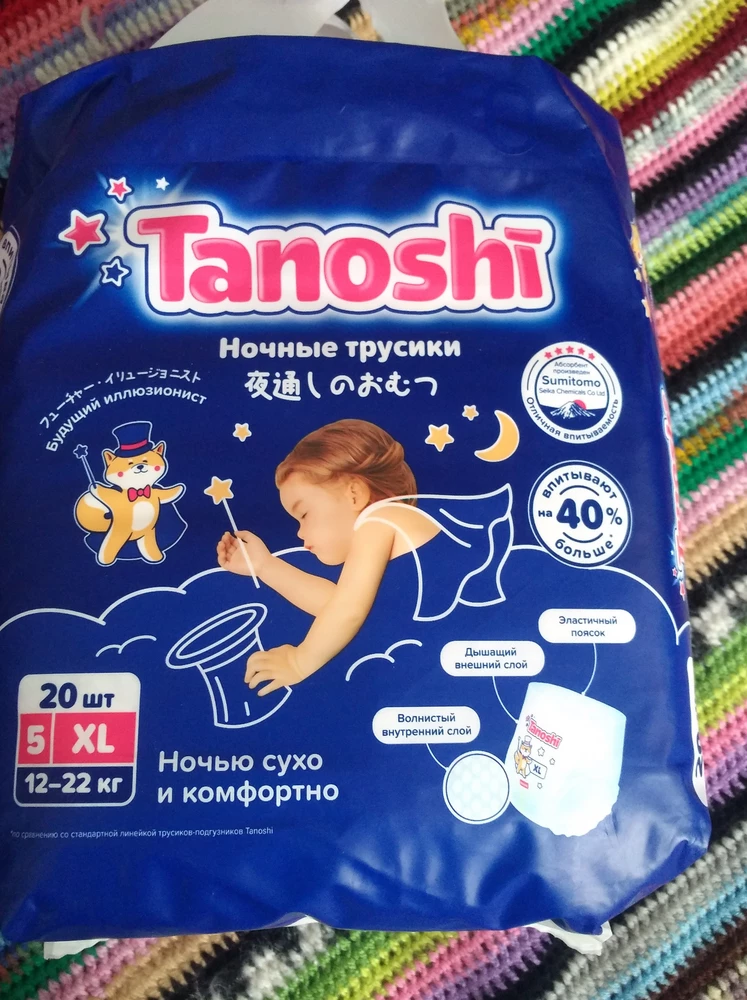 Tanoshi
Ночные трусики
夜通しのおむつ
フューチャー・イリュージョニスト
Будущий иллюзионист
Абсорбент
произведен
Sumitomo
Seika Chemicals Co Ltd
Отличная впитываемость
впитывают
на 40%
больше*
Эластичный
поясок
Дышащий
внешний слой
Волнистый
внутренний слой
Tanoshi
XL
20 шт
5 XL
12–22 кг
Ночью сухо
и комфортно
*по сравнению со стандартной линейкой трусиков-подгузников Tanoshi